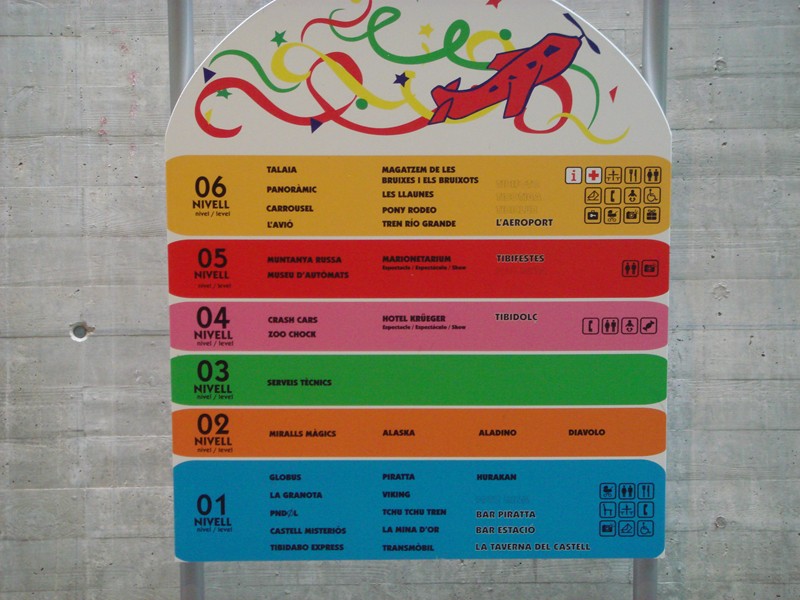 06
NIVELL
nivel / level
TALAIA
PANORÀMIC
CARROUSEL
L'AVIÓ
MAGATZEM DE LES
BRUIXES I ELS BRUIXOTS
LES LLAUNES
PONY RODEO
TREN RÍO GRANDE
L'AEROPORT
i
05
NIVELL
nivel / level
MUNTANYA RUSSA
MUSEU D'AUTÒMATS
MARIONETARIUM
Espectacle / Espectáculo / Show
TIBIFESTES
04
NIVELL
nivel / level
CRASH CARS
ZOO CHOCK
HOTEL KRÜEGER
Espectacle / Espectáculo / Show
TIBIDOLÇ
03
NIVELL
nivel / level
SERVEIS TÈCNICS
02
NIVELL
nivel / level
MIRALLS MÀGICS
ALASKA
ALADINO
DIAVOLO
01
NIVELL
nivel / level
GLOBUS
LA GRANOTA
PNDØL
CASTELL MISTERIÓS
TIBIDABO EXPRESS
PIRATTA
VIKING
TCHU TCHU TREN
LA MINA D'OR
TRANSMÒBIL
HURAKAN
BAR PIRATTA
BAR ESTACIÓ
LA TAVERNA DEL CASTELL